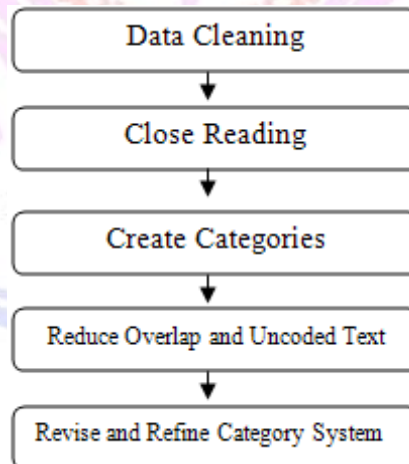 Data Cleaning
Close Reading
Create Categories
Reduce Overlap and Uncoded Text
Revise and Refine Category System